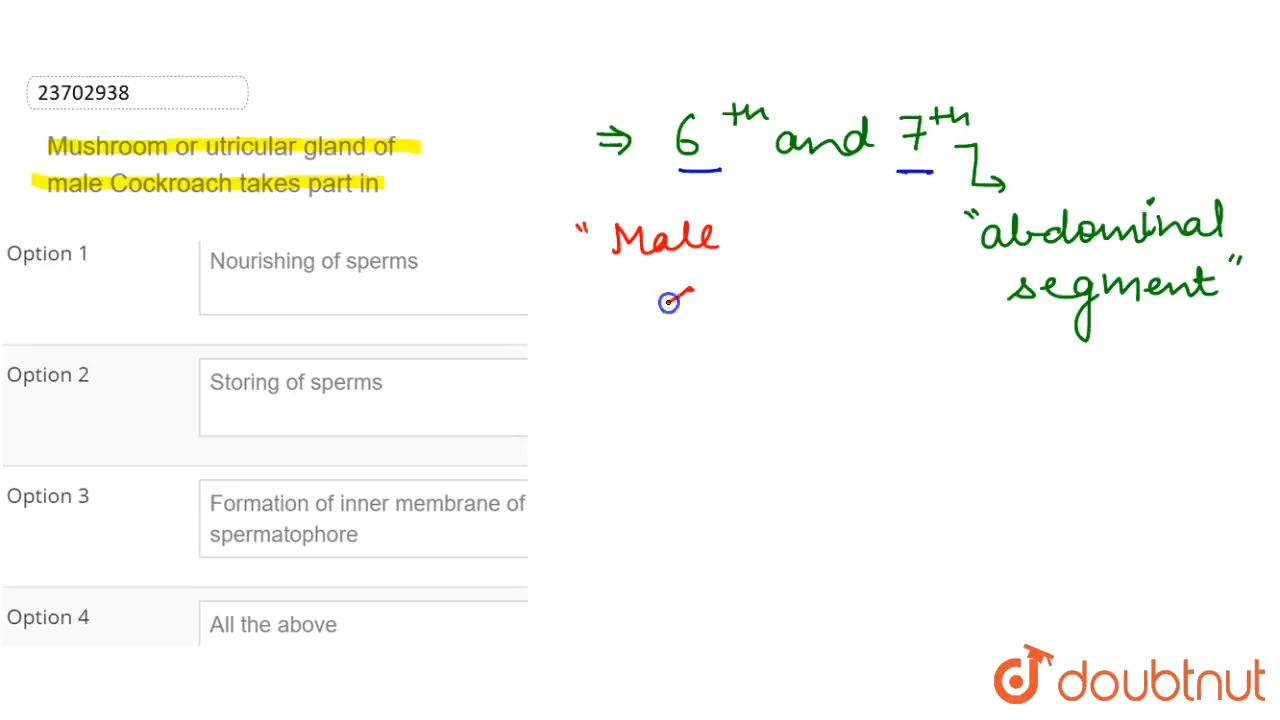 23702938
Mushroom or utricular gland of
male Cockroach takes part in
Option 1
Nourishing of sperms
Option 2
Storing of sperms
Option 3
Formation of inner membrane of
spermatophore
Option 4
All the above
⇒ 6th and 7th
"abdominal
segment"
"Male
doubtnut